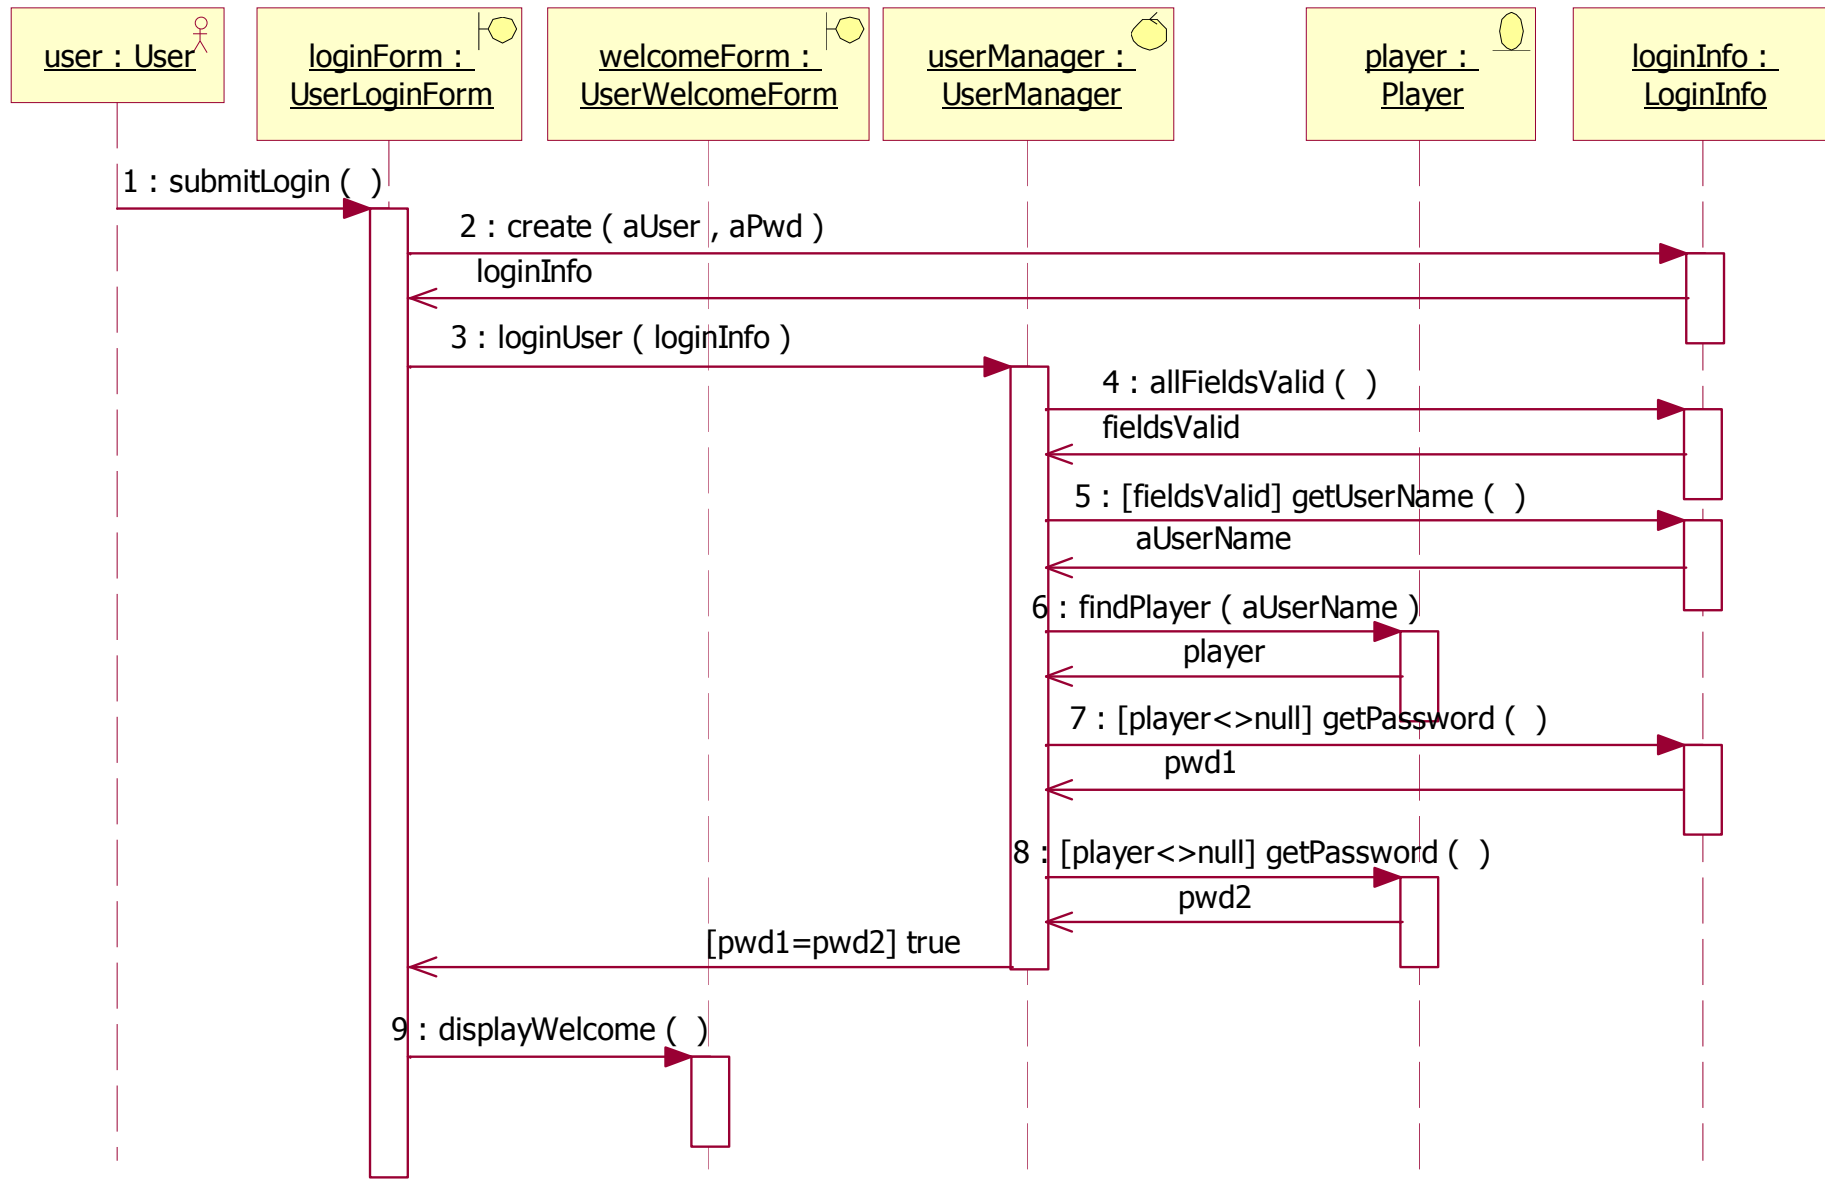 user : User
loginForm :
UserLoginForm
welcomeForm :
UserWelcomeForm
userManager :
UserManager
player :
Player
loginInfo :
LoginInfo
1 : submitLogin (  )
2 : create ( aUser , aPwd )
loginInfo
3 : loginUser ( loginInfo )
4 : allFieldsValid (  )
fieldsValid
5 : [fieldsValid] getUserName (  )
aUserName
6 : findPlayer ( aUserName )
player
7 : [player<>null] getPassword (  )
pwd1
8 : [player<>null] getPassword (  )
pwd2
[pwd1=pwd2] true
9 : displayWelcome (  )